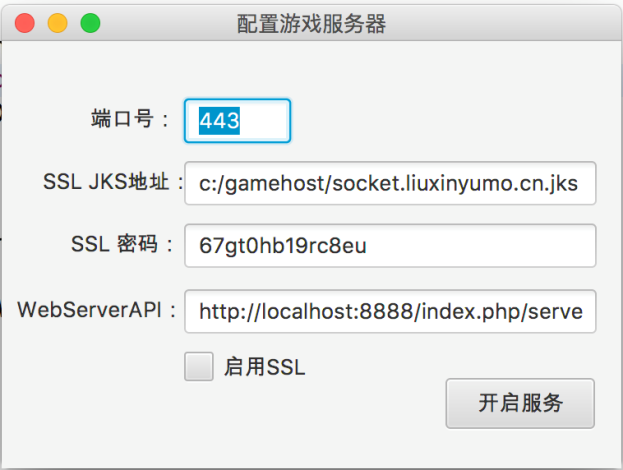 配置游戏服务器
端口号： 443
SSL JKS地址： c:/gamehost/socket.liuxinyumo.cn.jks
SSL 密码： 67gt0hb19rc8eu
WebServerAPI： http://localhost:8888/index.php/serve
启用SSL
开启服务